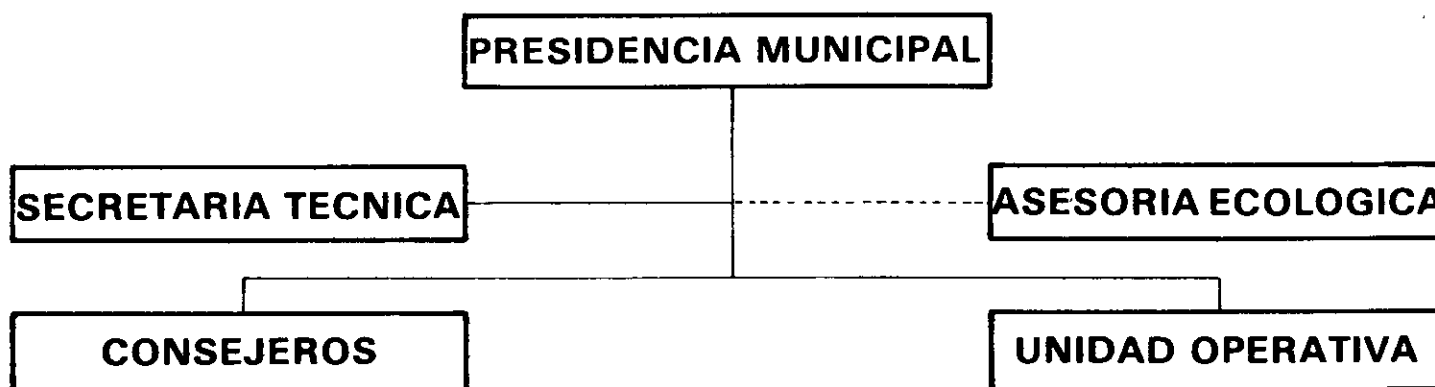 PRESIDENCIA MUNICIPAL
SECRETARIA TECNICA
ASESORIA ECOLOGICA
CONSEJEROS
UNIDAD OPERATIVA